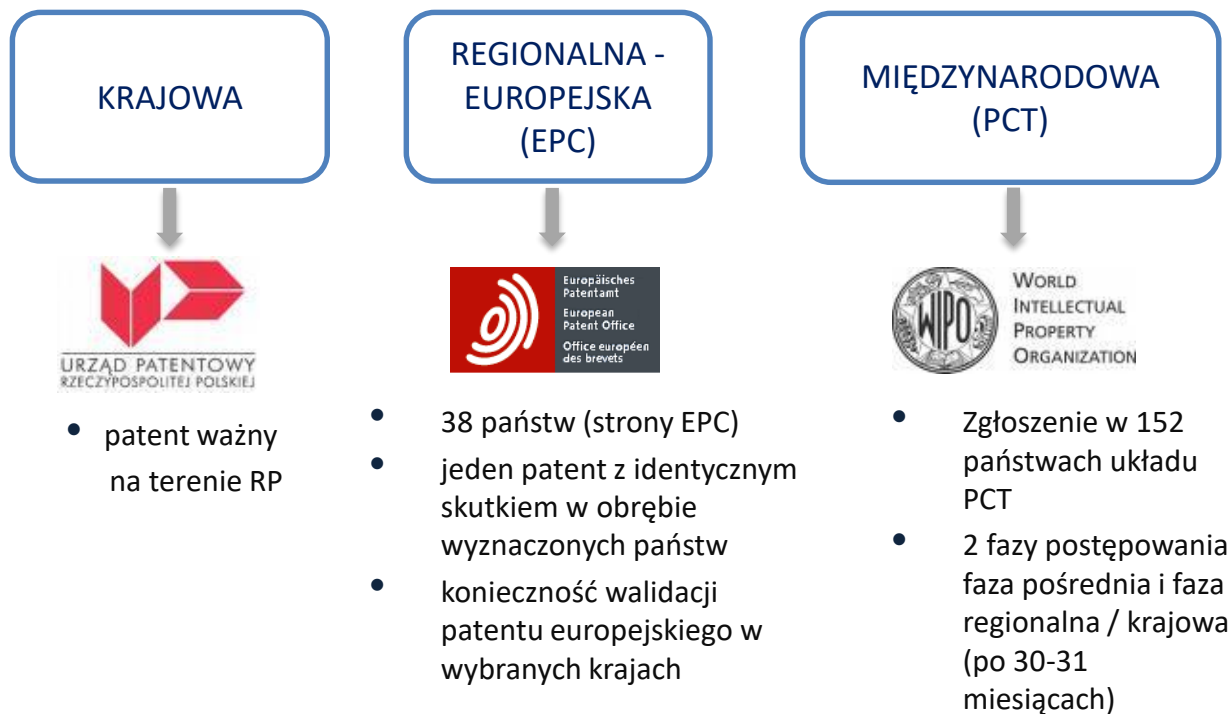 KRAJOWA
REGIONALNA -
EUROPEJSKA
(EPC)
MIĘDZYNARODOWA
(PCT)
URZĄD PATENTOWY
RZECZYPOSPOLITEJ POLSKIEJ
Europäisches
Patentamt
European
Patent Office
Office européen
des brevets
WIPO
WORLD
INTELLECTUAL
PROPERTY
ORGANIZATION
• patent ważny
na terenie RP
• 38 państw (strony EPC)
• jeden patent z identycznym
skutkiem w obrębie
wyznaczonych państw
• konieczność walidacji
patentu europejskiego w
wybranych krajach
• Zgłoszenie w 152
państwach układu
PCT
• 2 fazy postępowania
faza pośrednia i faza
regionalna / krajowa
(po 30-31
miesiącach)